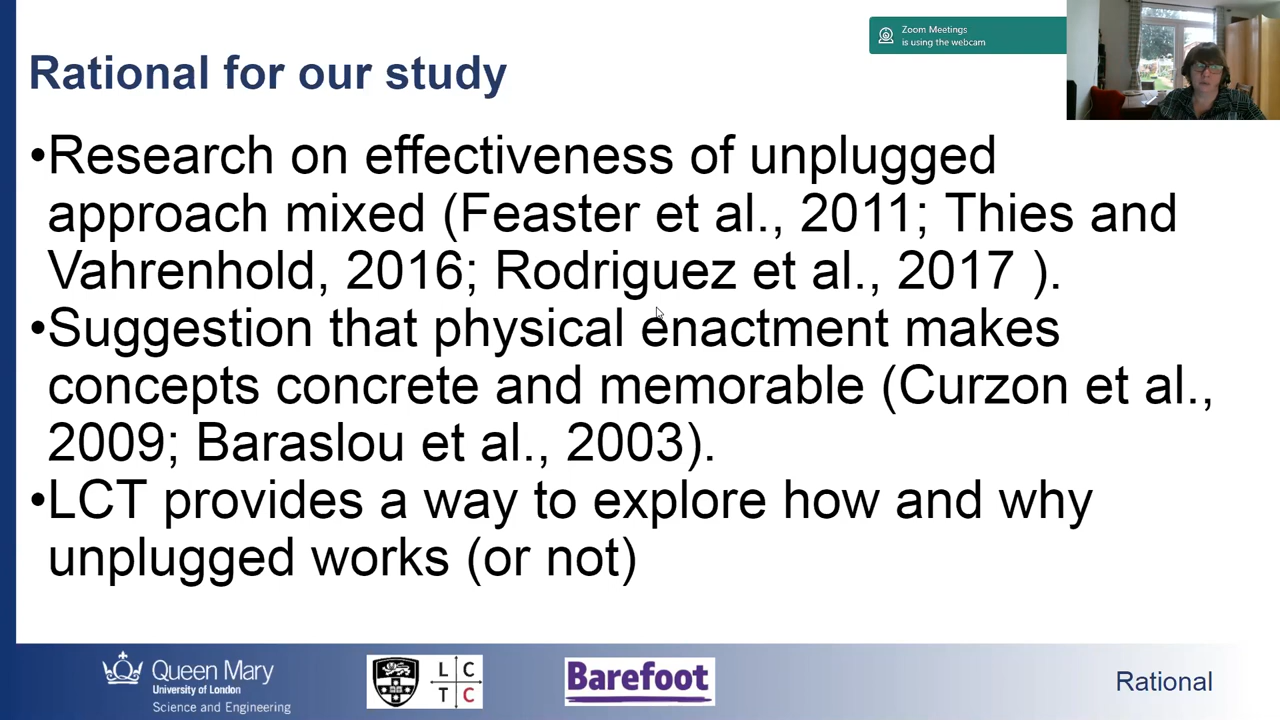 Zoom Meetings
is using the webcam
Rational for our study
•Research on effectiveness of unplugged
approach mixed (Feaster et al., 2011; Thies and
Vahrenhold, 2016; Rodriguez et al., 2017 ).
•Suggestion that physical enactment makes
concepts concrete and memorable (Curzon et al.,
2009; Baraslou et al., 2003).
•LCT provides a way to explore how and why
unplugged works (or not)
Queen Mary
University of London
Science and Engineering
L C
T C
Barefoot
Rational